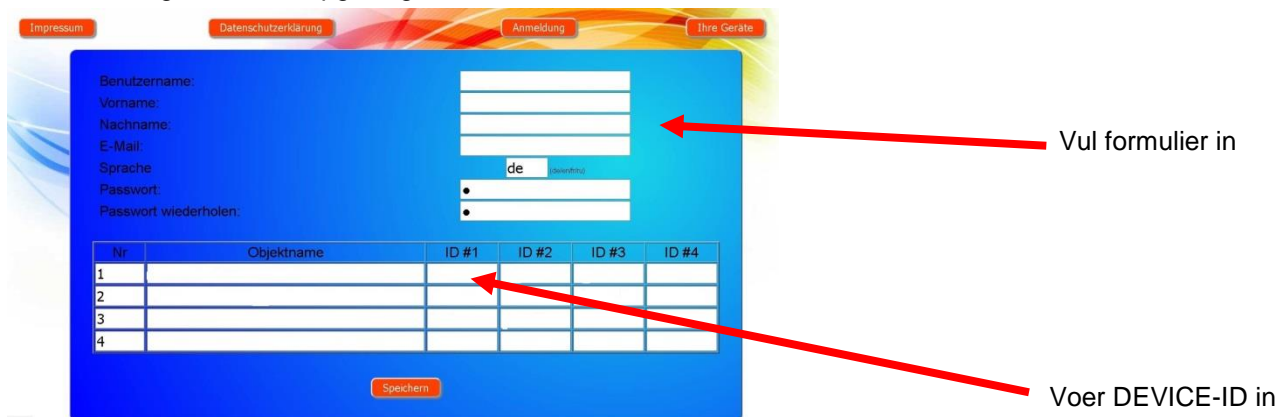 Impressum Datenschutzerklärung Anmeldung Ihre Geräte
Benutzername:
Vorname:
Nachname:
E-Mail:
Sprache de
Passwort: ●
Passwort wiederholen: ●
Vul formulier in
Nr Objektname ID #1 ID #2 ID #3 ID #4
1
2
3
4
Speichern
Voer DEVICE-ID in